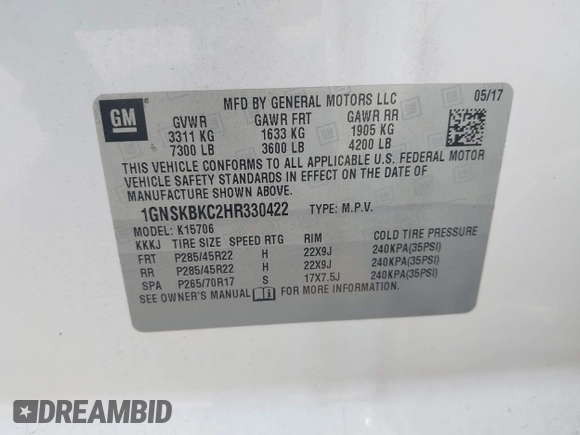 GM
MFD BY GENERAL MOTORS LLC 05/17
GVWR GAWR FRT GAWR RR
3311 KG 1633 KG 1905 KG
7300 LB 3600 LB 4200 LB
THIS VEHICLE CONFORMS TO ALL APPLICABLE U.S. FEDERAL MOTOR
VEHICLE SAFETY STANDARDS IN EFFECT ON THE DATE OF
MANUFACTURE SHOWN ABOVE.
1GNSKBKC2HR330422 TYPE: M.P.V.
MODEL: K15706
KKKJ TIRE SIZE SPEED RTG RIM COLD TIRE PRESSURE
FRT P285/45R22 H 22X9J 240KPA(35PSI)
RR P285/45R22 H 22X9J 240KPA(35PSI)
SPA P265/70R17 S 17X7.5J 240KPA(35PSI)
SEE OWNER'S MANUAL FOR MORE INFORMATION.
DREAMBID